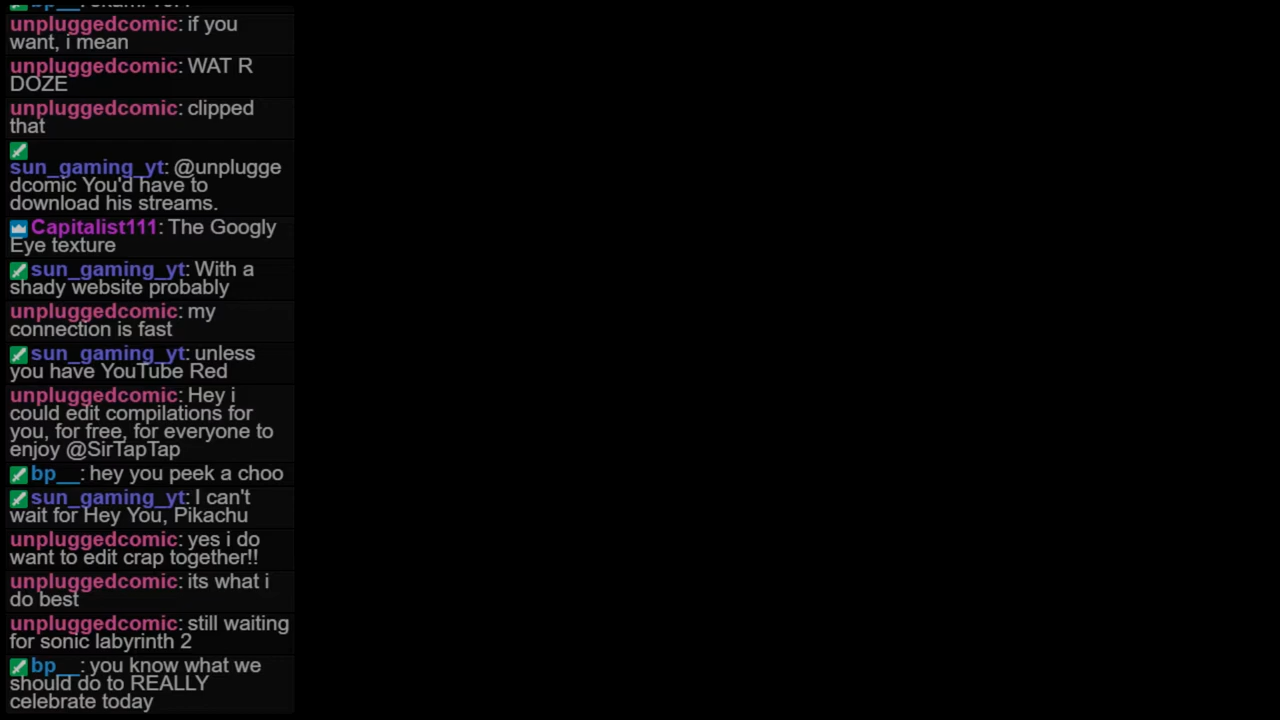 unpluggedcomic: if you
want, i mean
unpluggedcomic: WAT R
DOZE
unpluggedcomic: clipped
that
sun_gaming_yt: @unplugge
dcomic You'd have to
download his streams.
Capitalist111: The Googly
Eye texture
sun_gaming_yt: With a
shady website probably
unpluggedcomic: my
connection is fast
sun_gaming_yt: unless
you have YouTube Red
unpluggedcomic: Hey i
could edit compilations for
you, for free, for everyone to
enjoy @SirTapTap
bp__: hey you peek a choo
sun_gaming_yt: I can't
wait for Hey You, Pikachu
unpluggedcomic: yes i do
want to edit crap together!!
unpluggedcomic: its what i
do best
unpluggedcomic: still waiting
for sonic labyrinth 2
bp__: you know what we
should do to REALLY
celebrate today